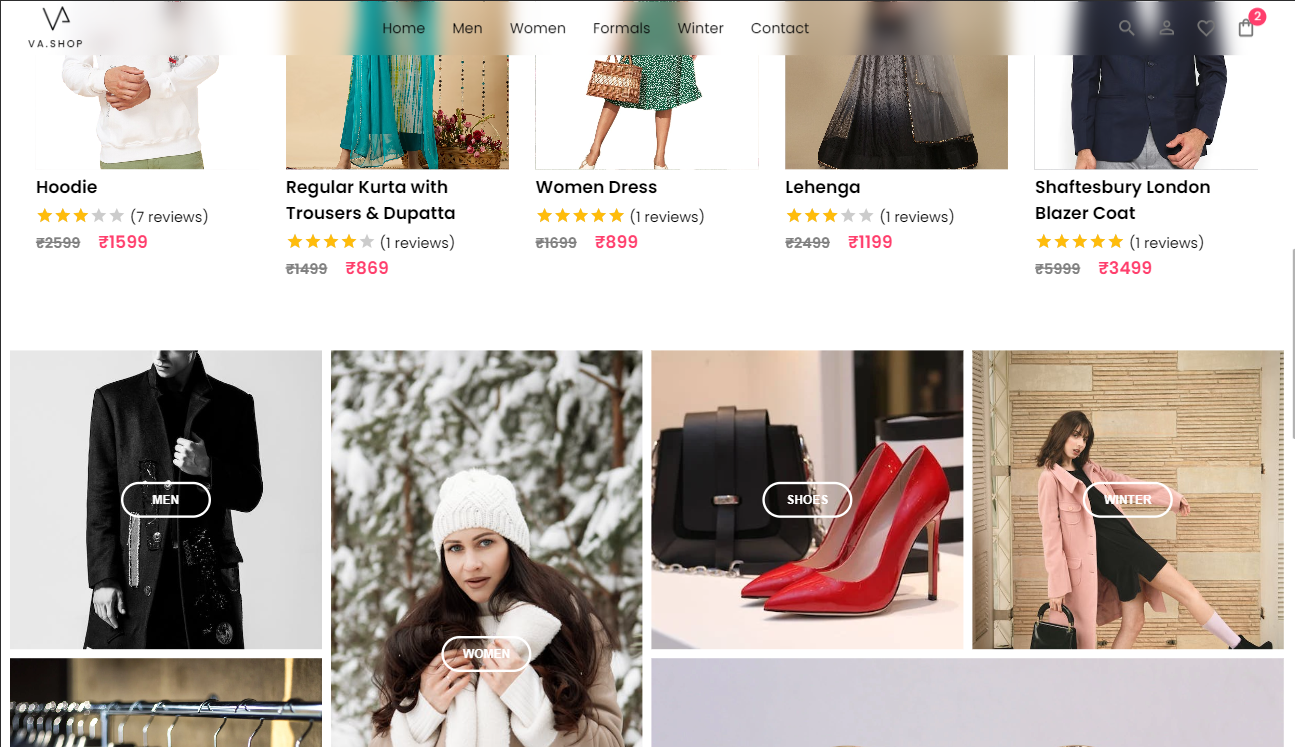 VA
VA.SHOP
Home Men Women Formals Winter Contact
2
Hoodie
(7 reviews)
₹2599 ₹1599
Regular Kurta with
Trousers & Dupatta
(1 reviews)
₹1499 ₹869
Women Dress
(1 reviews)
₹1699 ₹899
Lehenga
(1 reviews)
₹2499 ₹1199
Shaftesbury London
Blazer Coat
(1 reviews)
₹5999 ₹3499
MEN
WOMEN
SHOES
WINTER